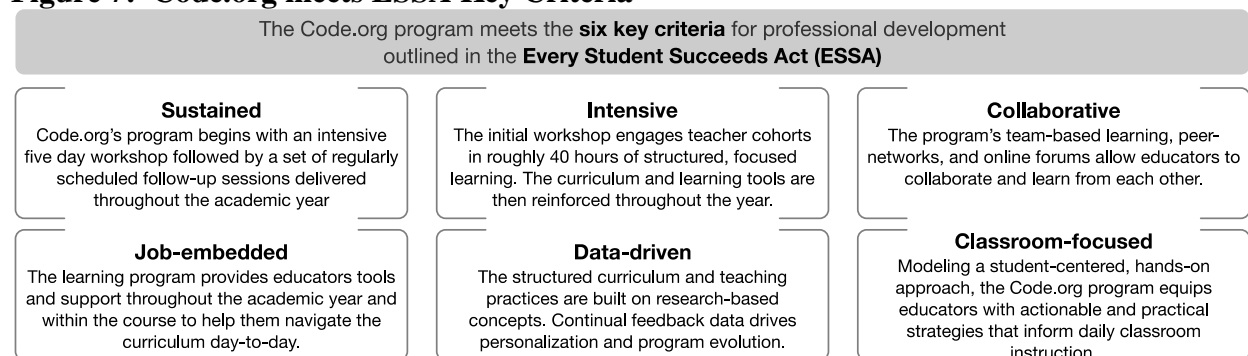 Figure 7: Code.org meets ESSA Key Criteria
The Code.org program meets the six key criteria for professional development
outlined in the Every Student Succeeds Act (ESSA)
Sustained
Code.org's program begins with an intensive
five day workshop followed by a set of regularly
scheduled follow-up sessions delivered
throughout the academic year
Intensive
The initial workshop engages teacher cohorts
in roughly 40 hours of structured, focused
learning. The curriculum and learning tools are
then reinforced throughout the year.
Collaborative
The program's team-based learning, peer-
networks, and online forums allow educators to
collaborate and learn from each other.
Job-embedded
The learning program provides educators tools
and support throughout the academic year and
within the course to help them navigate the
curriculum day-to-day.
Data-driven
The structured curriculum and teaching
practices are built on research-based
concepts. Continual feedback data drives
personalization and program evolution.
Classroom-focused
Modeling a student-centered, hands-on
approach, the Code.org program equips
educators with actionable and practical
strategies that inform daily classroom
instruction